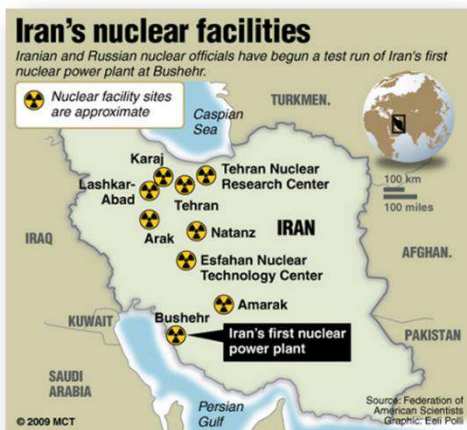 Iran's nuclear facilities
Iranian and Russian nuclear officials have begun a test run of Iran's first
nuclear power plant at Bushehr.
Nuclear facility sites
are approximate
Caspian
Sea
TURKMEN.
Karaj
Lashkar-
Abad
Tehran Nuclear
Research Center
Tehran
100 km
100 miles
IRAQ
Arak
Natanz
IRAN
AFGHAN.
Esfahan Nuclear
Technology Center
Amarak
KUWAIT
Bushehr
Iran's first nuclear
power plant
PAKISTAN
SAUDI
ARABIA
Persian
Gulf
Source: Federation of
American Scientists
Graphic: Eeli Polli
© 2009 MCT